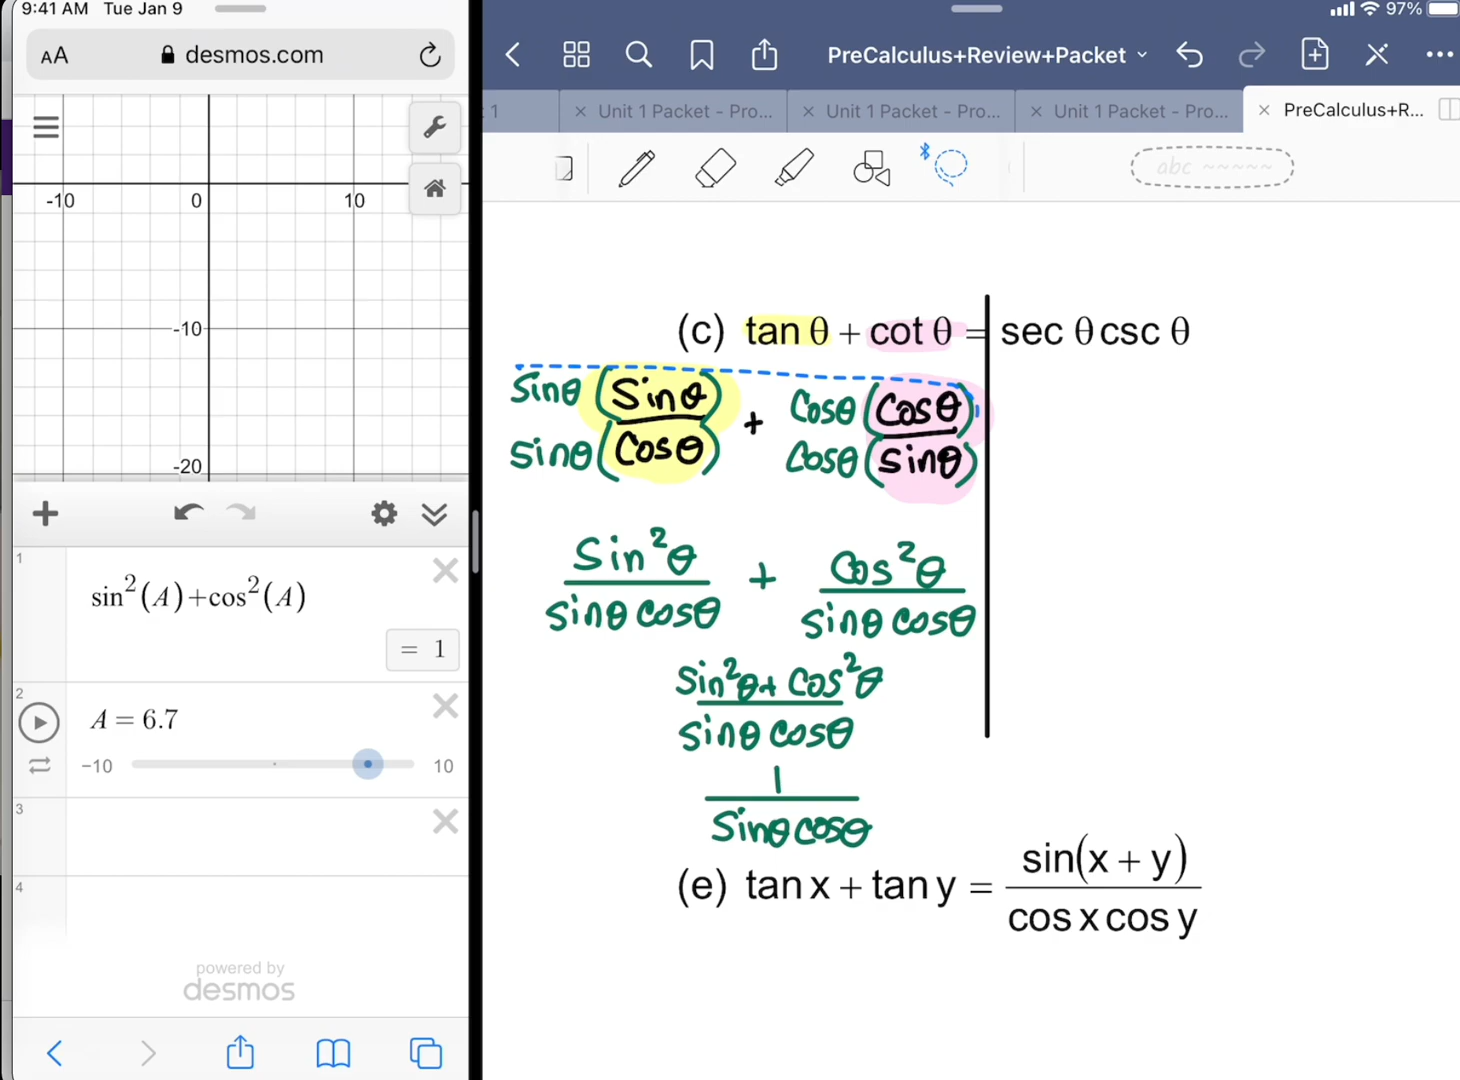 9:41 AM Tue Jan 9
97%
AA desmos.com
PreCalculus+Review+Packet
1
× Unit 1 Packet - Pro...
× Unit 1 Packet - Pro...
× Unit 1 Packet - Pro...
× PreCalculus+R...
abc ~~~~~
-10 0 10
-10
-20
1
sin²(A)+cos²(A)
= 1
2
A = 6.7
−10 10
3
4
powered by
desmos
(c) tan θ + cot θ = sec θ csc θ
Sinθ (Sinθ) + Cosθ (Cosθ)
Sinθ (Cosθ) Cosθ (Sinθ)
Sin²θ + Cos²θ
Sinθ Cosθ Sinθ Cosθ
Sin²θ + Cos²θ
Sinθ Cosθ
1
Sinθ Cosθ
(e) tan x + tan y = sin(x + y)
cos x cos y